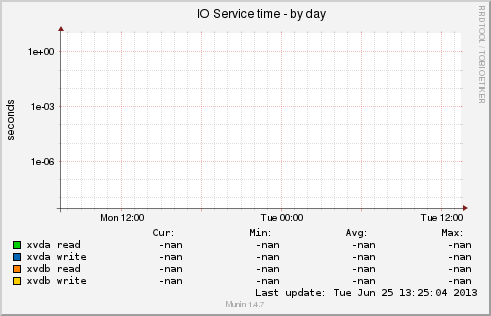 IO Service time - by day
RRDTOOL / TOBI OETIKER
seconds
1e+00
1e-03
1e-06
Mon 12:00 Tue 00:00 Tue 12:00
Cur: Min: Avg: Max:
xvda read -nan -nan -nan -nan
xvda write -nan -nan -nan -nan
xvdb read -nan -nan -nan -nan
xvdb write -nan -nan -nan -nan
Last update: Tue Jun 25 13:25:04 2013
Munin 1.4.7